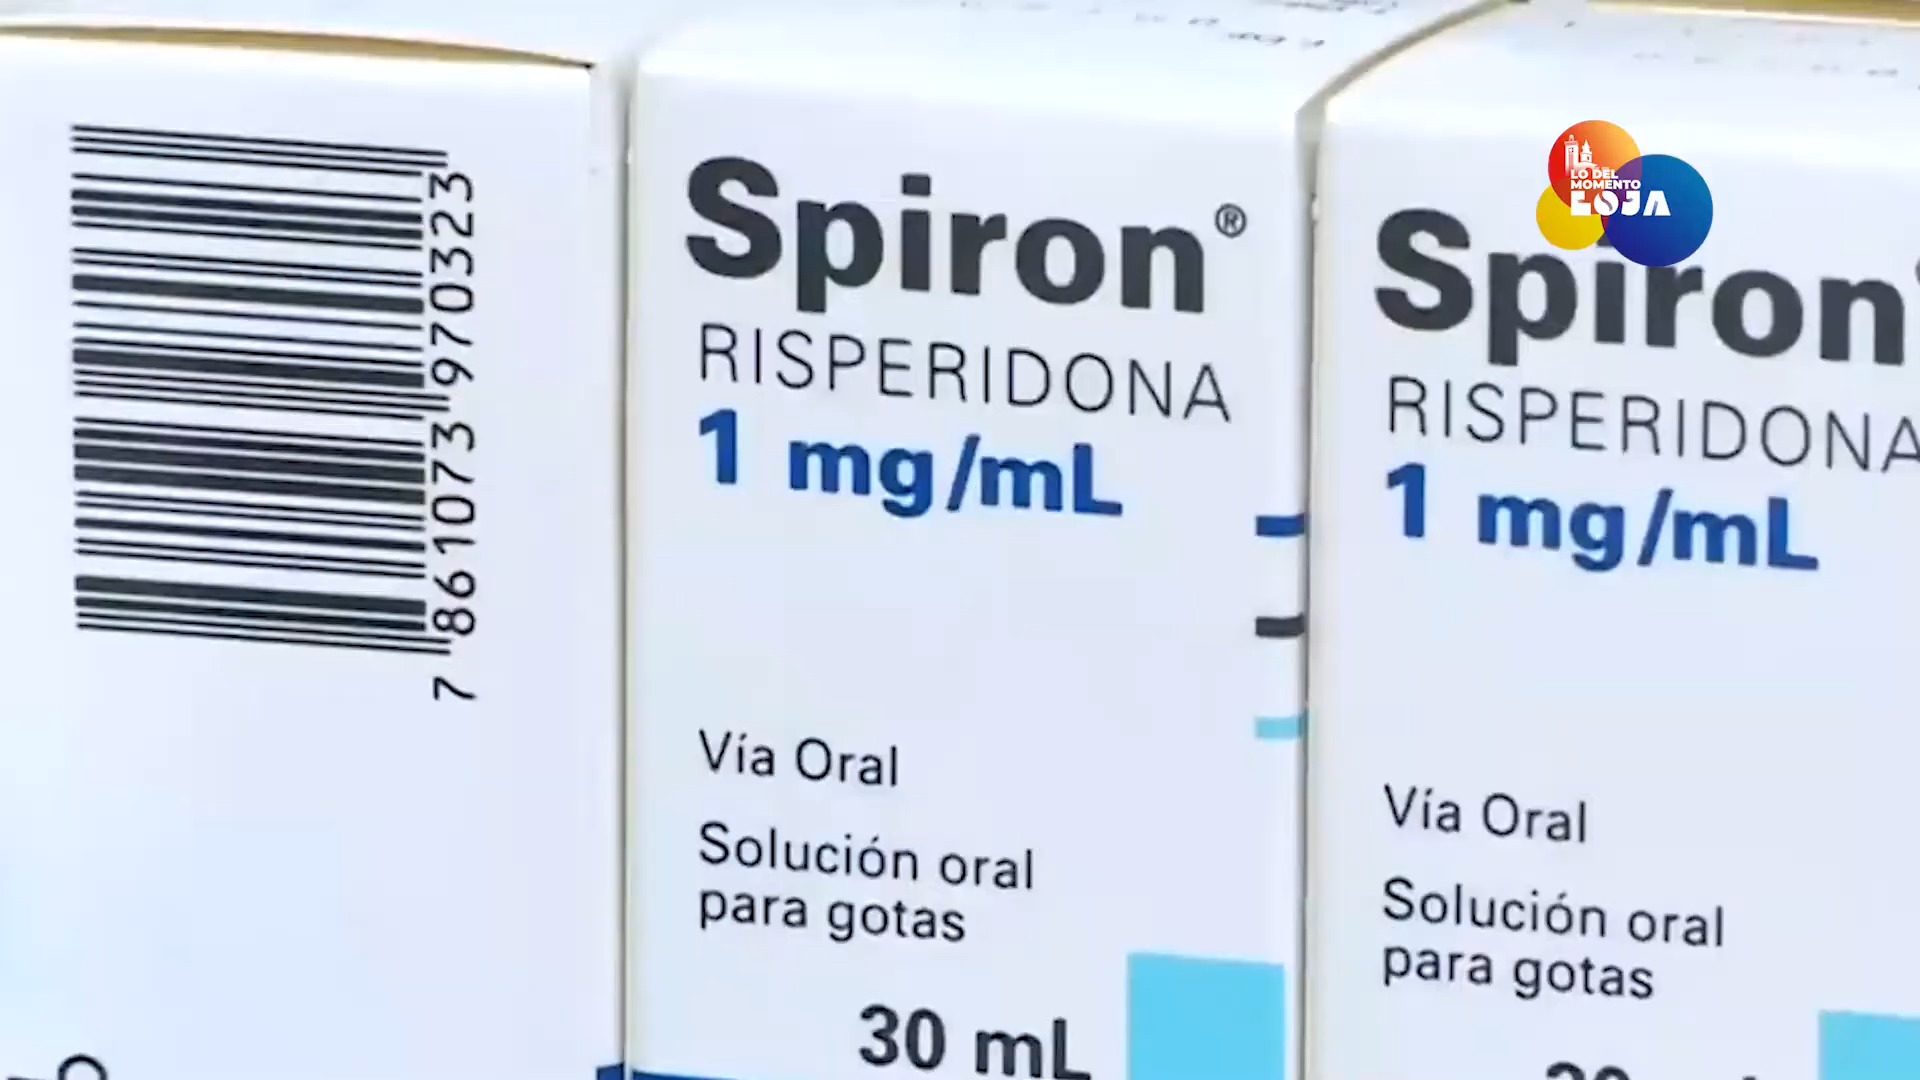 7 861073 970323
Spiron®
RISPERIDONA
1 mg/mL
Vía Oral
Solución oral
para gotas
30 mL
Spiron
RISPERIDONA
1 mg/mL
Vía Oral
Solución oral
para gotas
LO DEL
MOMENTO
LOJA